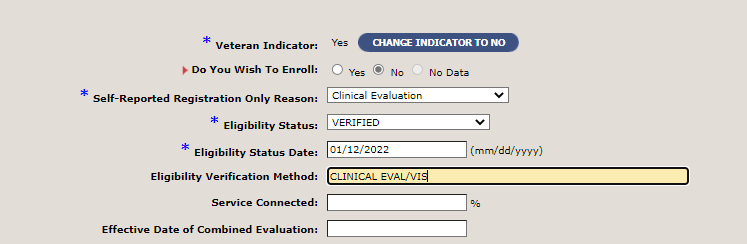 * Veteran Indicator: Yes CHANGE INDICATOR TO NO
Do You Wish To Enroll: Yes No No Data
* Self-Reported Registration Only Reason: Clinical Evaluation
* Eligibility Status: VERIFIED
* Eligibility Status Date: 01/12/2022 (mm/dd/yyyy)
Eligibility Verification Method: CLINICAL EVAL/VIS
Service Connected: %
Effective Date of Combined Evaluation: